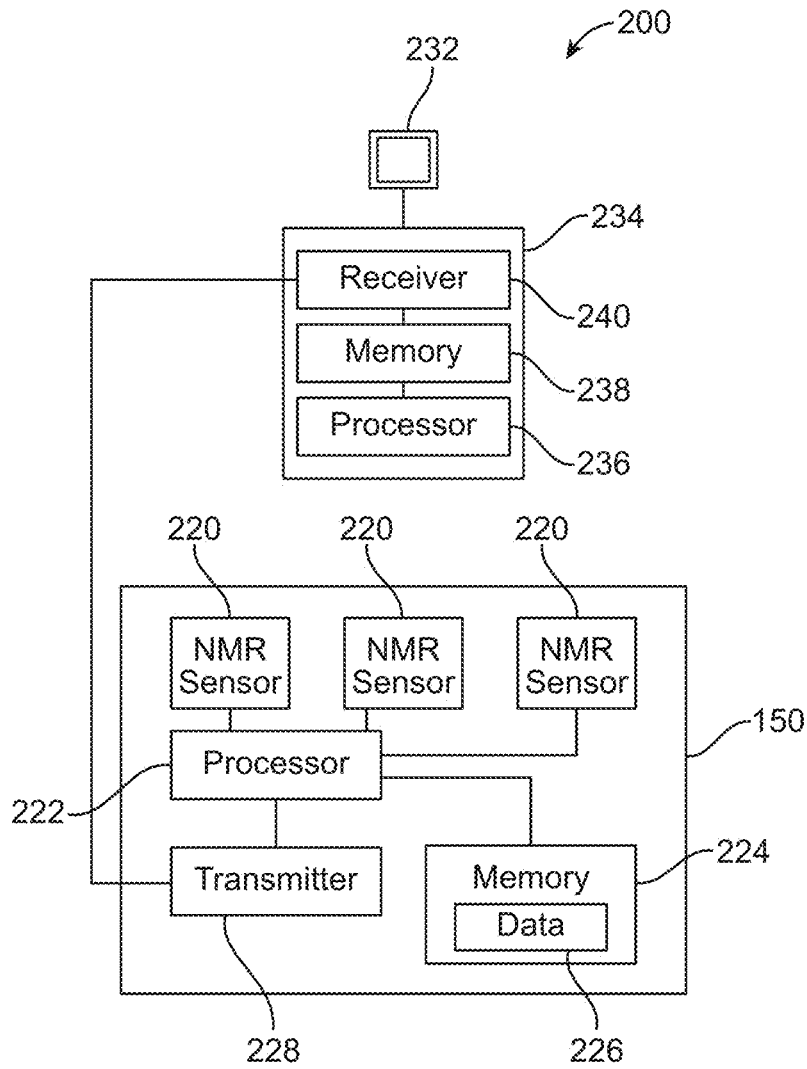 200
232
234
Receiver
240
Memory
238
Processor
236
220
220
220
NMR
Sensor
NMR
Sensor
NMR
Sensor
150
Processor
222
Transmitter
Memory
224
Data
228
226